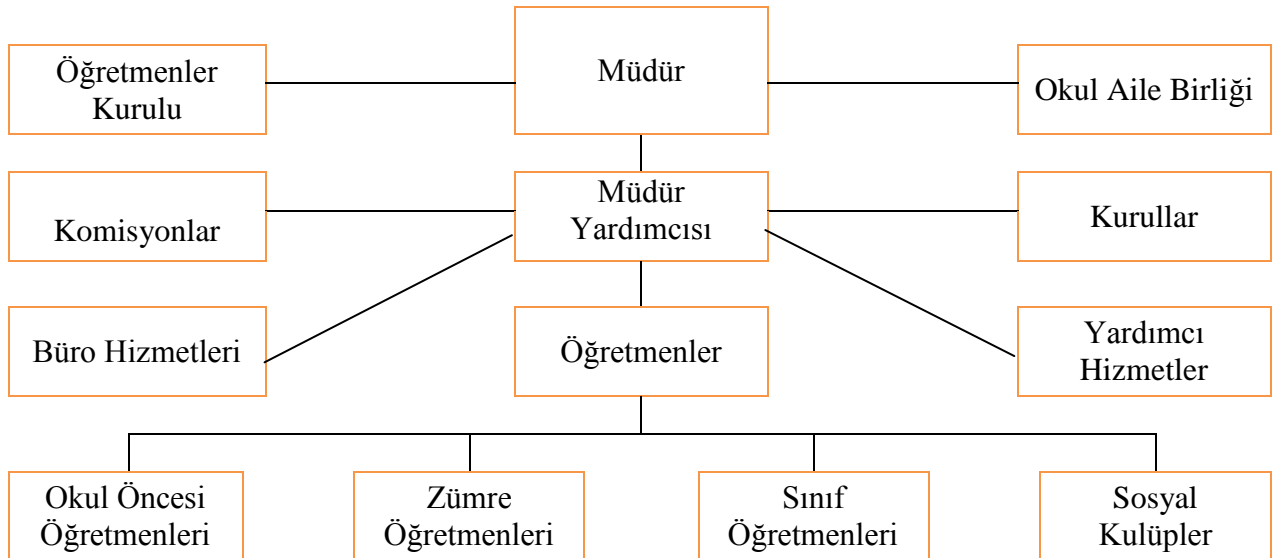 Öğretmenler
Kurulu
Müdür
Okul Aile Birliği
Komisyonlar
Müdür
Yardımcısı
Kurullar
Büro Hizmetleri
Öğretmenler
Yardımcı
Hizmetler
Okul Öncesi
Öğretmenleri
Zümre
Öğretmenleri
Sınıf
Öğretmenleri
Sosyal
Kulüpler